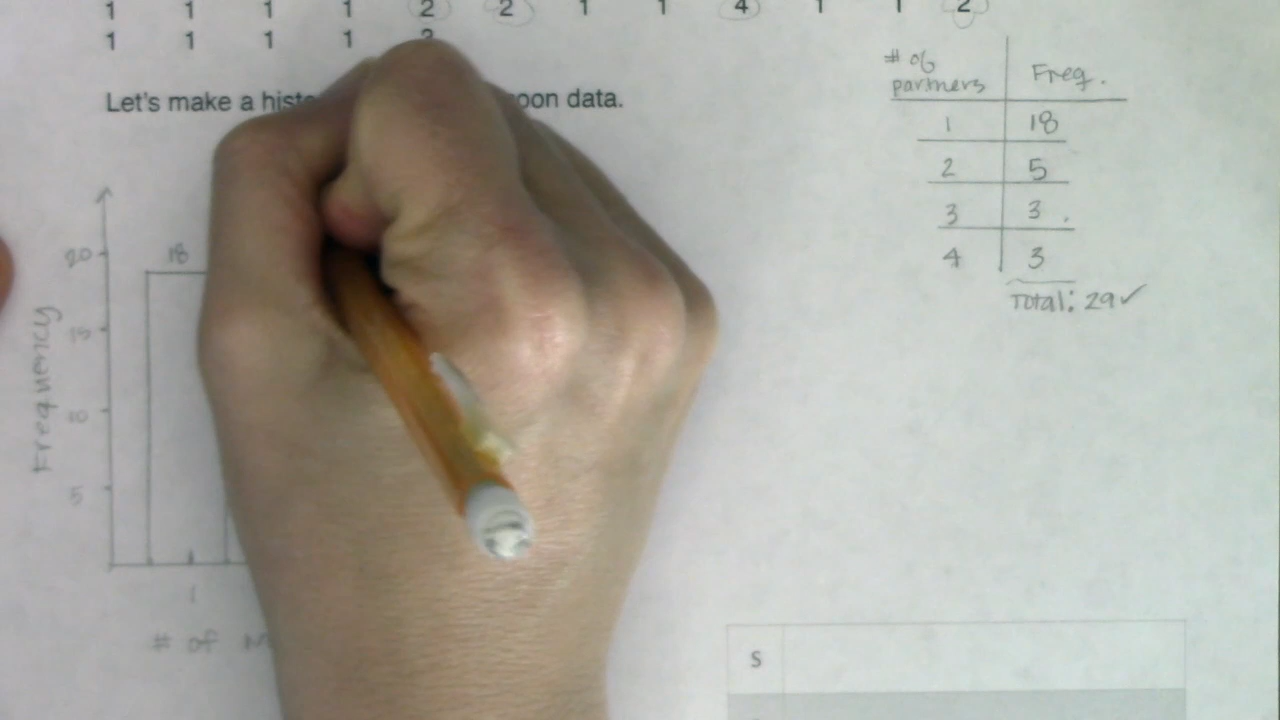 1 1 1 1 2 2 1 1 4 1 1 2
1 1 1 1
Let's make a oon data.
# of partners Freq.
1 18
2 5
3 3
4 3
Total: 29✓
20 18
15
10
5
Frequency
1
# of
S